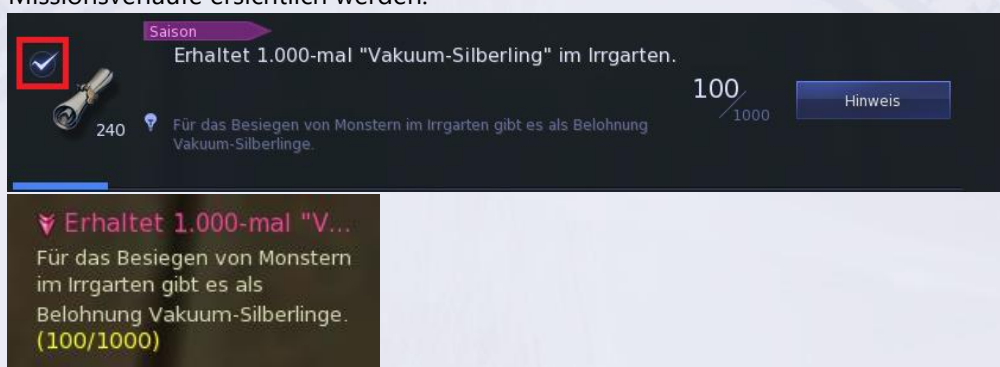 Missionsverläufe ersichtlich werden.
Saison
Erhaltet 1.000-mal "Vakuum-Silberling" im Irrgarten.
100/1000
Hinweis
240
Für das Besiegen von Monstern im Irrgarten gibt es als Belohnung
Vakuum-Silberlinge.
Erhaltet 1.000-mal "V...
Für das Besiegen von Monstern
im Irrgarten gibt es als
Belohnung Vakuum-Silberlinge.
(100/1000)